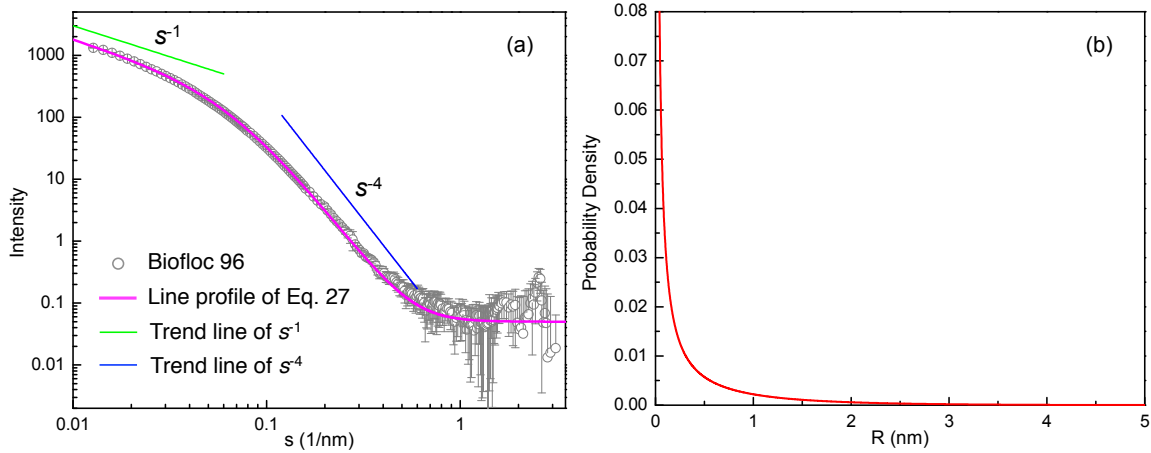 (a)
s-1
s-4
1000
100
10
1
0.1
0.01
Intensity
Biofloc 96
Line profile of Eq. 27
Trend line of s-1
Trend line of s-4
0.01 0.1 1
s (1/nm)
(b)
0.08
0.07
0.06
0.05
0.04
0.03
0.02
0.01
0.00
Probability Density
0 1 2 3 4 5
R (nm)